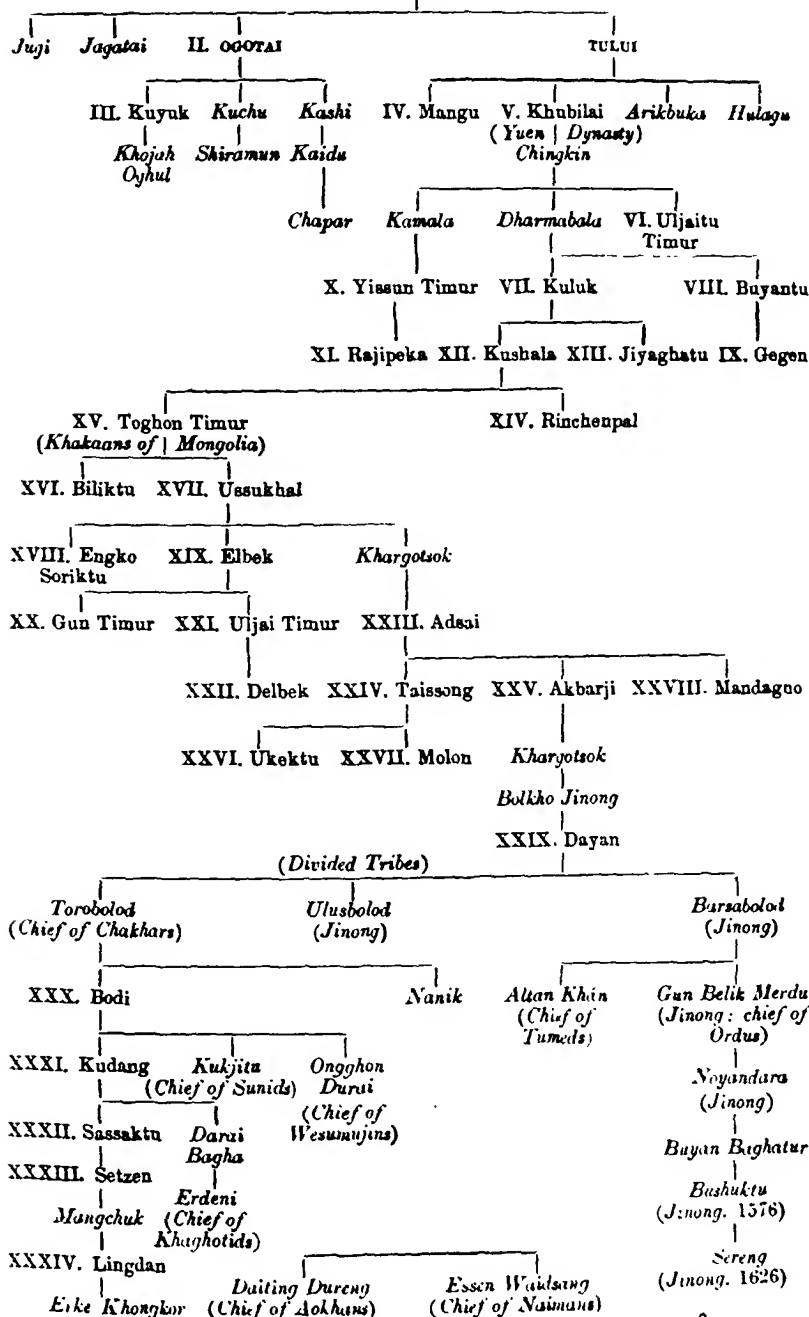 Jugi Jagatai II. OGOTAI TULUI
III. Kuyuk Kuchu Kashi IV. Mangu V. Khubilai Arikbuka Hulagu
(Yuen | Dynasty)
Khojah Shiramun Kaidu Chingkin
Oghul
Chapar Kamala Dharmabala VI. Uljaitu
Timur
X. Yissun Timur VII. Kuluk VIII. Buyantu
XI. Rajipeka XII. Kushala XIII. Jiyaghatu IX. Gegen
XV. Toghon Timur XIV. Rinchenpal
(Khakaans of | Mongolia)
XVI. Biliktu XVII. Ussukhal
XVIII. Engko XIX. Elbek Khargotsok
Soriktu
XX. Gun Timur XXI. Uljai Timur XXIII. Adsai
XXII. Delbek XXIV. Taissong XXV. Akbarji XXVIII. Mandaguo
XXVI. Ukektu XXVII. Molon Khargotsok
Bolkho Jinong
XXIX. Dayan
(Divided Tribes)
Torobolod Ulusbolod Barsabolod
(Chief of Chakhars) (Jinong) (Jinong)
XXX. Bodi Nanik Altan Khán Gun Belik Merdu
(Chief of (Jinong: chief of
Tumeds) Ordus)
XXXI. Kudang Kukjitu Ongghon
(Chief of Sunids) Durai Noyandara
(Chief of (Jinong)
XXXII. Sassaktu Darai Wesumujins)
Bagha Buyan Baghatur
XXXIII. Setzen
Mangchuk Erdeni Bushuktu
(Chief of (Jinong. 1576)
Khaghotids)
XXXIV. Lingdan Sereng
Daiting Dureng Essen Waidsang (Jinong. 1626)
Erke Khongkor (Chief of Aokhans) (Chief of Naimans)